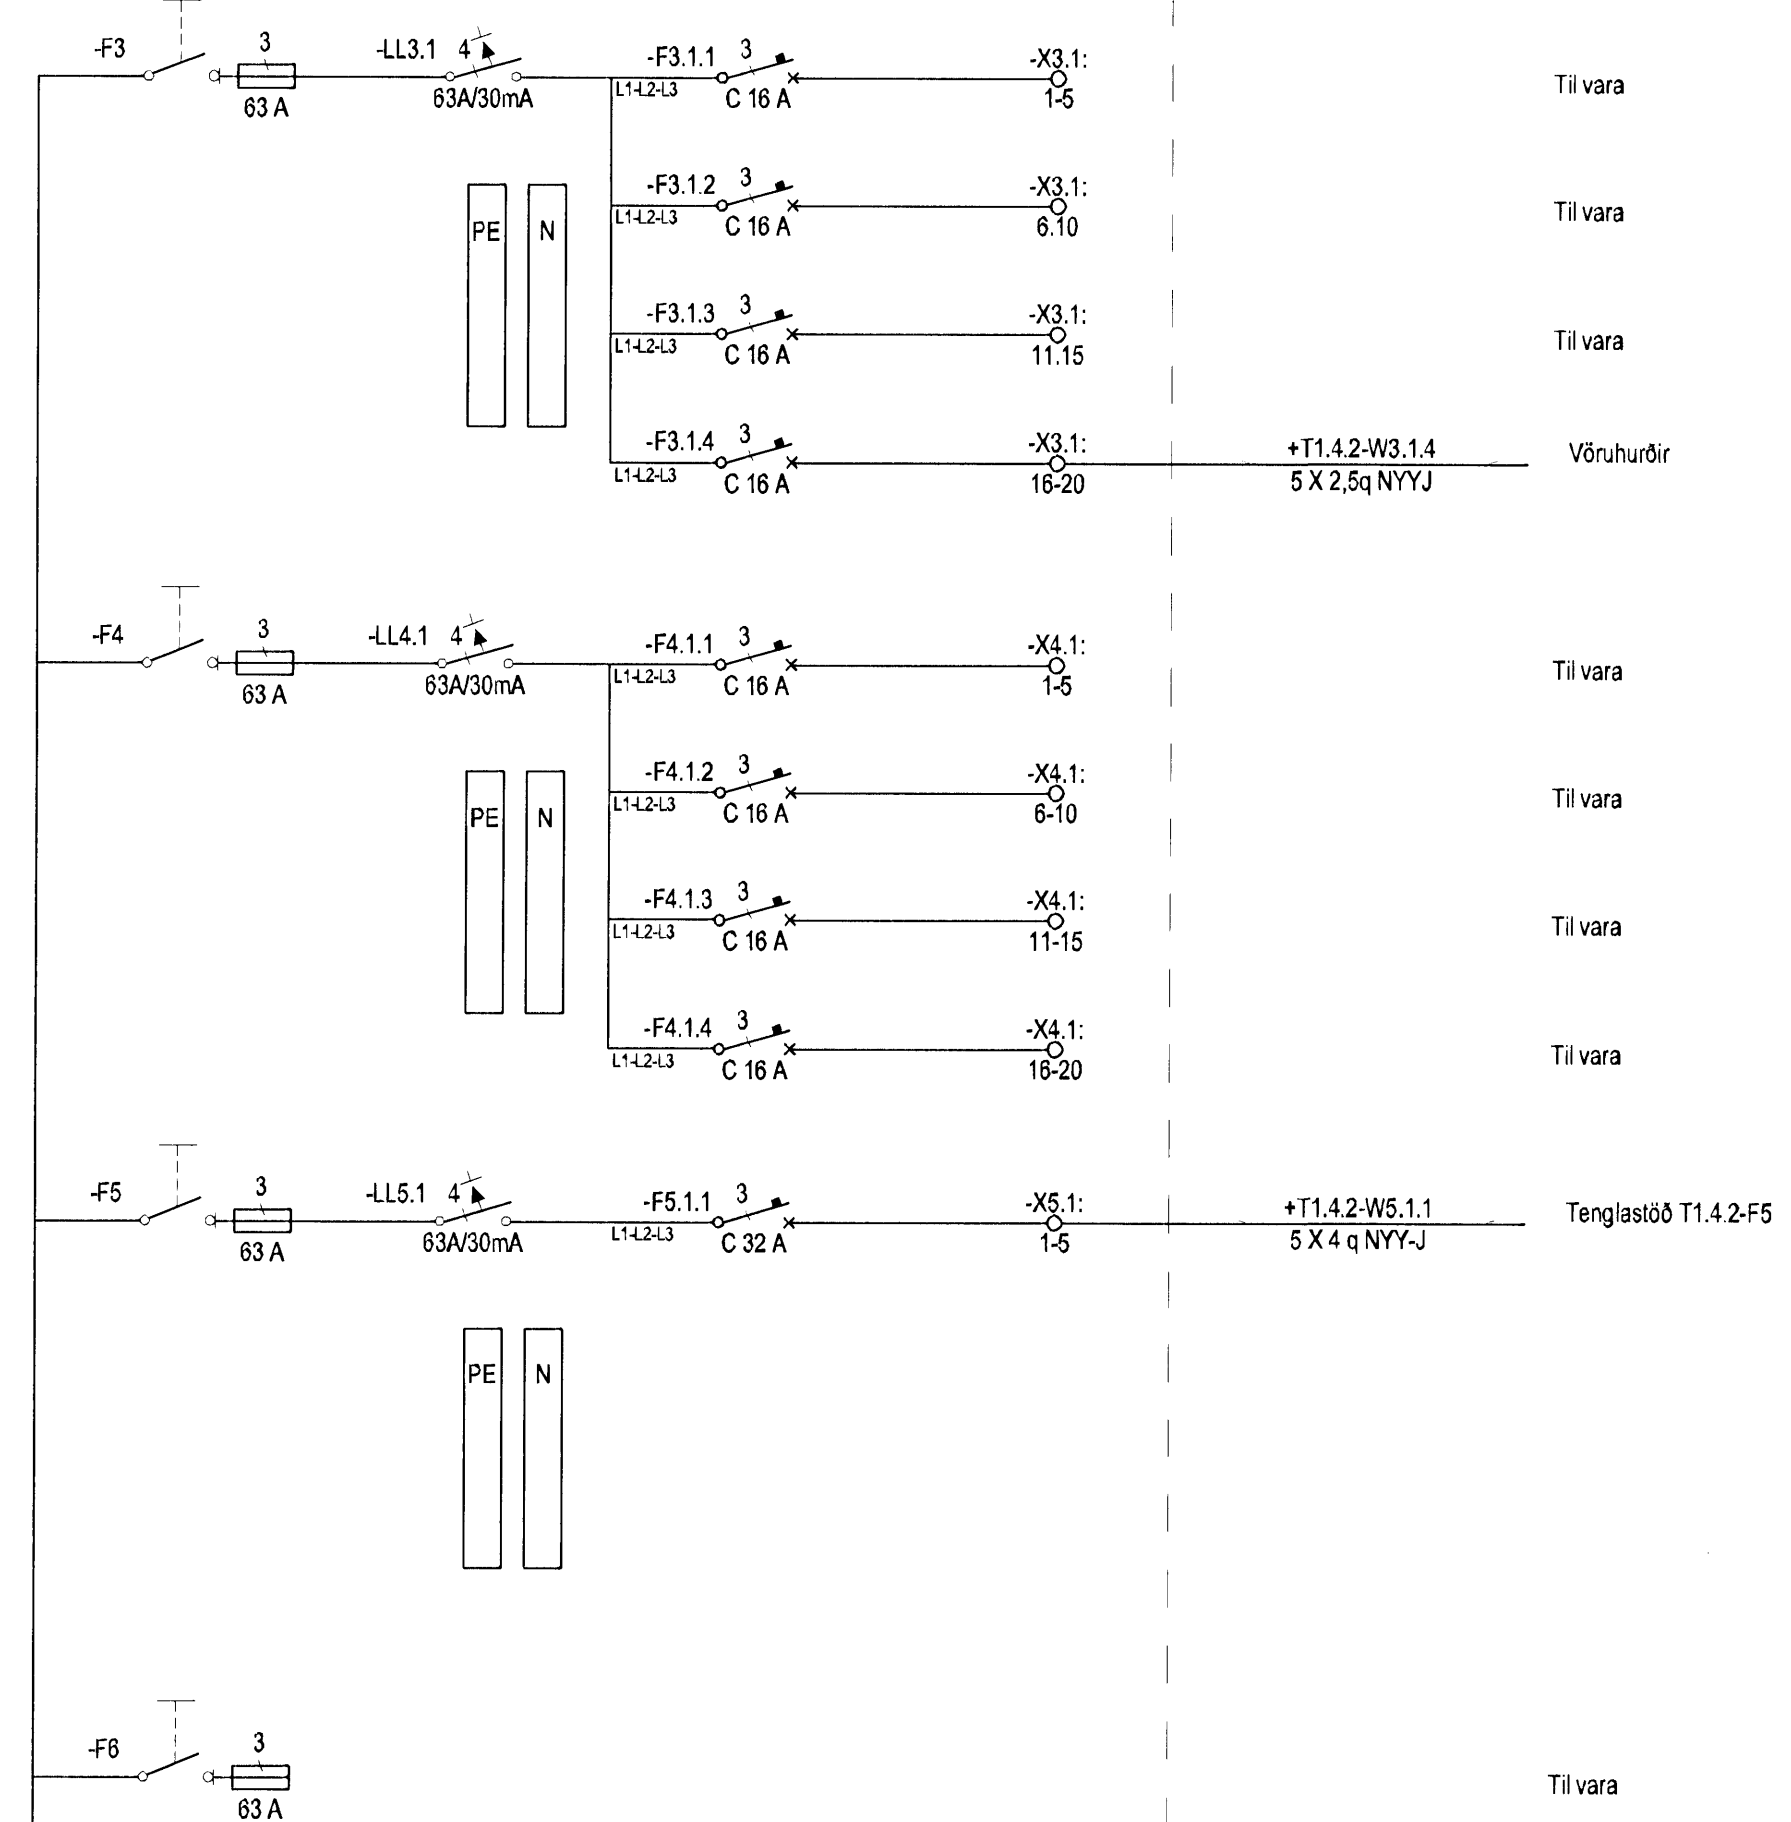 -F3
3
63 A
-LL3.1
4
63A/30mA
-F3.1.1
3
L1-L2-L3
C 16 A
-X3.1:
1-5
Til vara
-F3.1.2
3
L1-L2-L3
C 16 A
-X3.1:
6.10
Til vara
PE
N
-F3.1.3
3
L1-L2-L3
C 16 A
-X3.1:
11.15
Til vara
-F3.1.4
3
L1-L2-L3
C 16 A
-X3.1:
16-20
+T1.4.2-W3.1.4
5 X 2,5q NYYJ
Vöruhurðir
-F4
3
63 A
-LL4.1
4
63A/30mA
-F4.1.1
3
L1-L2-L3
C 16 A
-X4.1:
1-5
Til vara
-F4.1.2
3
L1-L2-L3
C 16 A
-X4.1:
6-10
Til vara
PE
N
-F4.1.3
3
L1-L2-L3
C 16 A
-X4.1:
11-15
Til vara
-F4.1.4
3
L1-L2-L3
C 16 A
-X4.1:
16-20
Til vara
-F5
3
63 A
-LL5.1
4
63A/30mA
-F5.1.1
3
L1-L2-L3
C 32 A
-X5.1:
1-5
+T1.4.2-W5.1.1
5 X 4 q NYY-J
Tenglastöð T1.4.2-F5
PE
N
-F6
3
63 A
Til vara